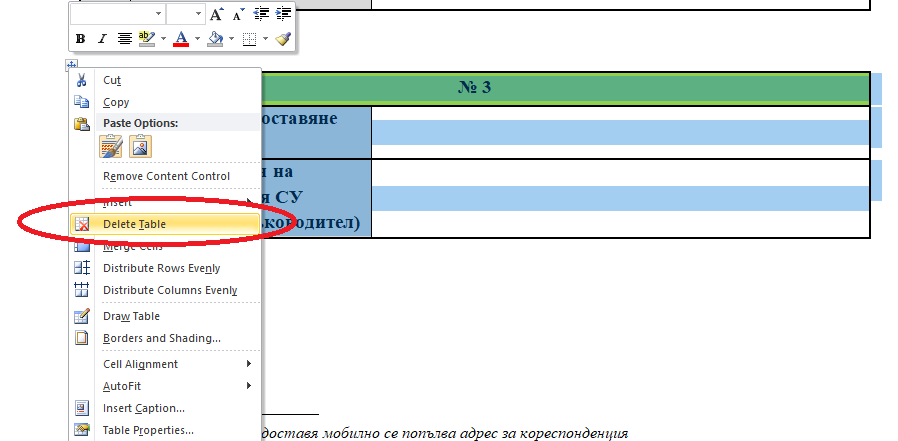 Cut
№ 3
Copy
Paste Options:
оставяне
Remove Content Control
на
Insert
СУ
Delete Table
ководител)
Merge Cells
Distribute Rows Evenly
Distribute Columns Evenly
Draw Table
Borders and Shading...
Cell Alignment
AutoFit
Insert Caption...
Table Properties...
доставя мобилно се попълва адрес за кореспонденция